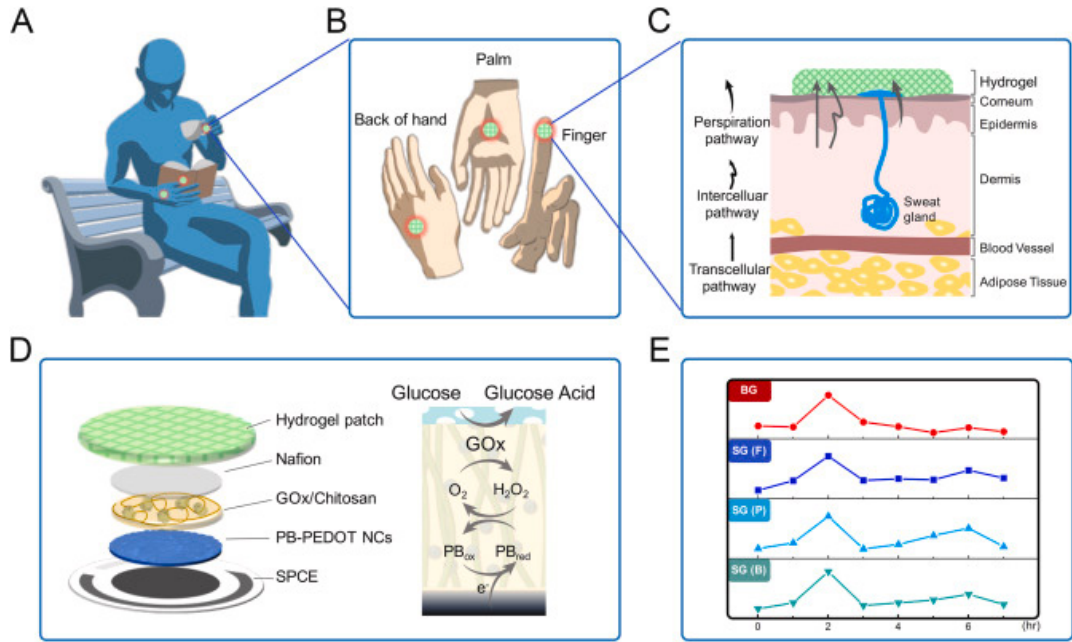 A
B
Palm
Back of hand
Finger
C
Perspiration
pathway
Intercelluar
pathway
Transcellular
pathway
Hydrogel
Corneum
Epidermis
Dermis
Sweat
gland
Blood Vessel
Adipose Tissue
D
Hydrogel patch
Nafion
GOx/Chitosan
PB-PEDOT NCs
SPCE
Glucose
Glucose Acid
GOx
O₂
H₂O₂
PBox
PBred
e⁻
E
BG
SG (F)
SG (P)
SG (B)
0 2 4 6 (hr)